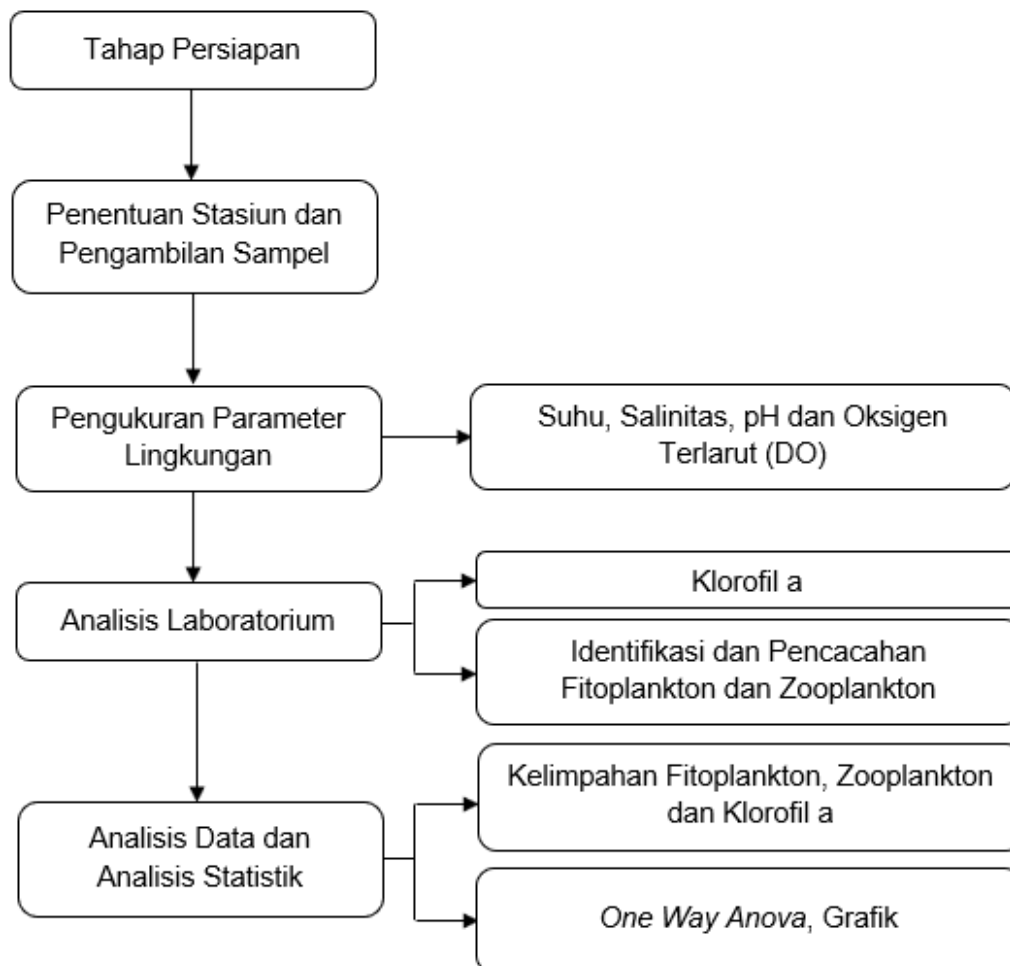 Tahap Persiapan
Penentuan Stasiun dan
Pengambilan Sampel
Pengukuran Parameter
Lingkungan
Suhu, Salinitas, pH dan Oksigen
Terlarut (DO)
Analisis Laboratorium
Klorofil a
Identifikasi dan Pencacahan
Fitoplankton dan Zooplankton
Analisis Data dan
Analisis Statistik
Kelimpahan Fitoplankton, Zooplankton
dan Klorofil a
One Way Anova, Grafik